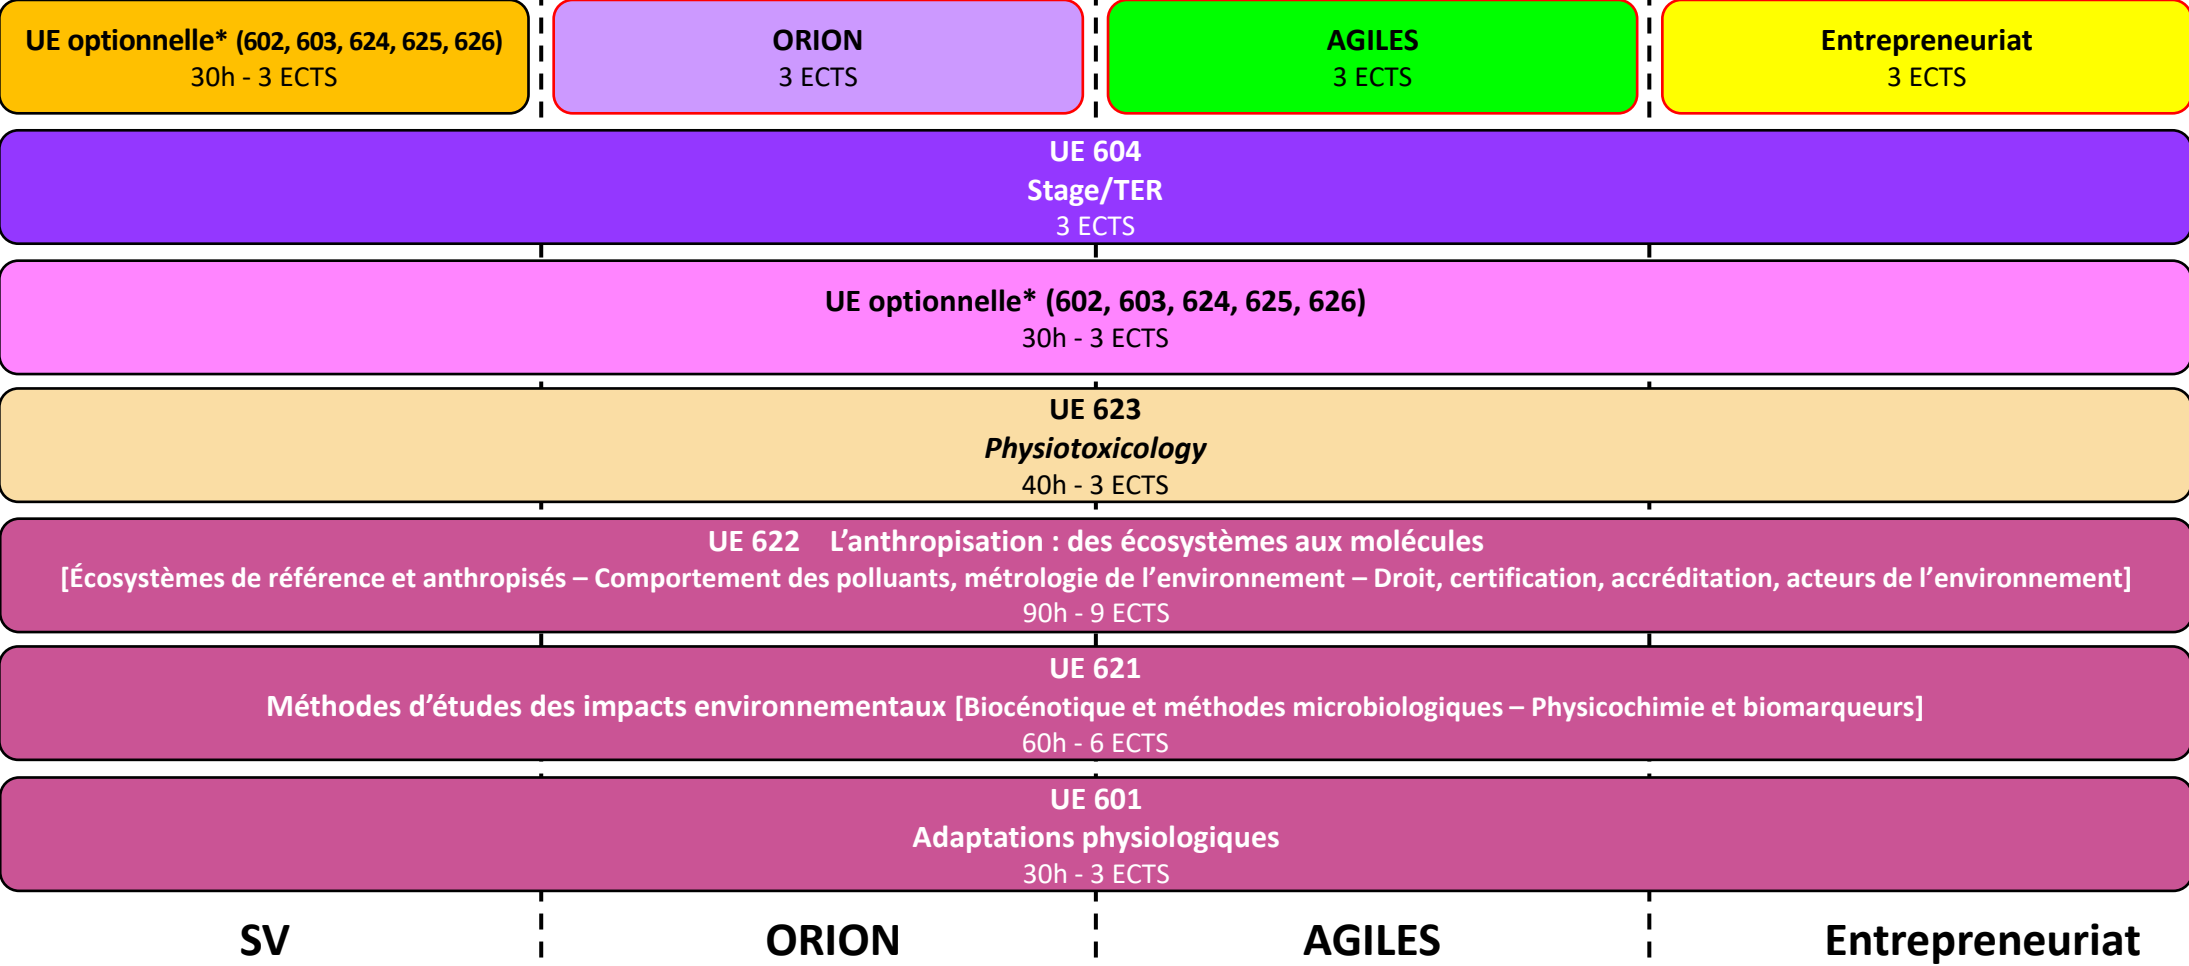 UE optionnelle* (602, 603, 624, 625, 626)
30h - 3 ECTS
ORION
3 ECTS
AGILES
3 ECTS
Entrepreneuriat
3 ECTS
UE 604
Stage/TER
3 ECTS
UE optionnelle* (602, 603, 624, 625, 626)
30h - 3 ECTS
UE 623
Physiotoxicology
40h - 3 ECTS
UE 622 L’anthropisation : des écosystèmes aux molécules
[Écosystèmes de référence et anthropisés – Comportement des polluants, métrologie de l’environnement – Droit, certification, accréditation, acteurs de l’environnement]
90h - 9 ECTS
UE 621
Méthodes d’études des impacts environnementaux [Biocénotique et méthodes microbiologiques – Physicochimie et biomarqueurs]
60h - 6 ECTS
UE 601
Adaptations physiologiques
30h - 3 ECTS
SV
ORION
AGILES
Entrepreneuriat